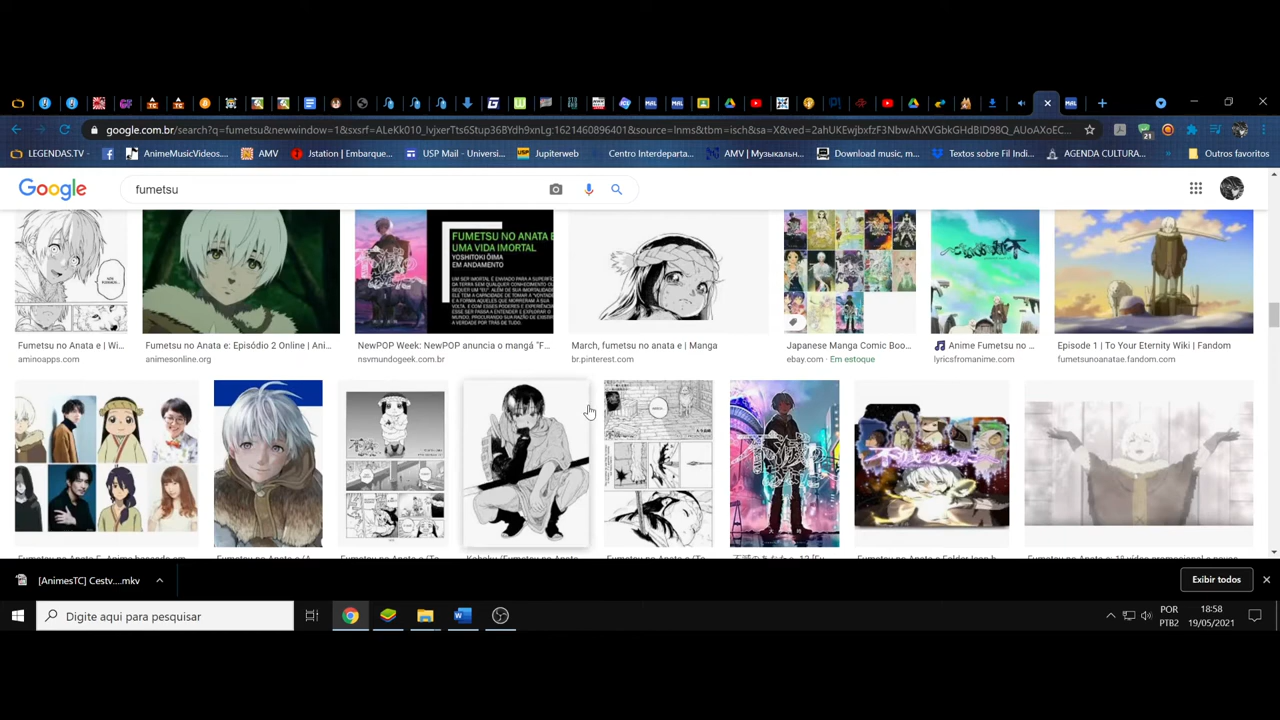 google.com.br/search?q=fumetsu&newwindow=1&sxsrf=ALeKk010_IvjxerTts6Stup36BYdh9xnLg:1621460896401&source=lnms&tbm=isch&sa=X&ved=2ahUKEwjbxfzF3NbwAhXVGbkGHdBID98Q_AUoAXoEC...
LEGENDAS.TV
AnimeMusicVideos...
AMV
Jstation | Embarque...
USP Mail - Universi...
Jupiterweb
Centro Interdeparta...
AMV | Музыкальн...
Download music, m...
Textos sobre Fil Indi...
AGENDA CULTURA...
Outros favoritos
Google
fumetsu
FUMETSU NO ANATA E
UMA VIDA IMORTAL
YOSHITOKI ÕIMA
EM ANDAMENTO
Fumetsu no Anata e | Wi...
Fumetsu no Anata e: Episódio 2 Online | Ani...
NewPOP Week: NewPOP anuncia o mangá "F...
March, fumetsu no anata e | Manga
Japanese Manga Comic Boo...
Anime Fumetsu no ...
Episode 1 | To Your Eternity Wiki | Fandom
aminoapps.com
animesonline.org
nsvmundogeek.com.br
br.pinterest.com
ebay.com · Em estoque
lyricsfromanime.com
fumetsunoanatae.fandom.com
[AnimesTC] Cestv....mkv
Exibir todos
Digite aqui para pesquisar
POR
PTB2
18:58
19/05/2021